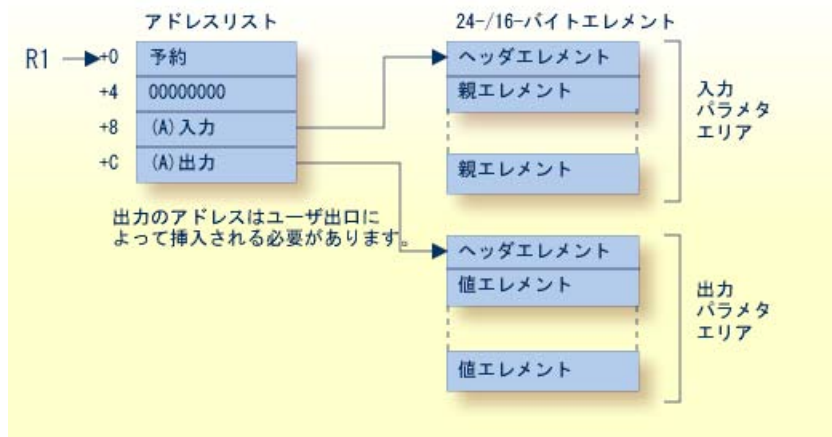 アドレスリスト
24-/16-バイトエレメント
R1
+0 予約
+4 00000000
+8 (A)入力
+C (A)出力
出力のアドレスはユーザ出口に
よって挿入される必要があります。
ヘッダエレメント
親エレメント
親エレメント
入力
パラメタ
エリア
ヘッダエレメント
値エレメント
値エレメント
出力
パラメタ
エリア